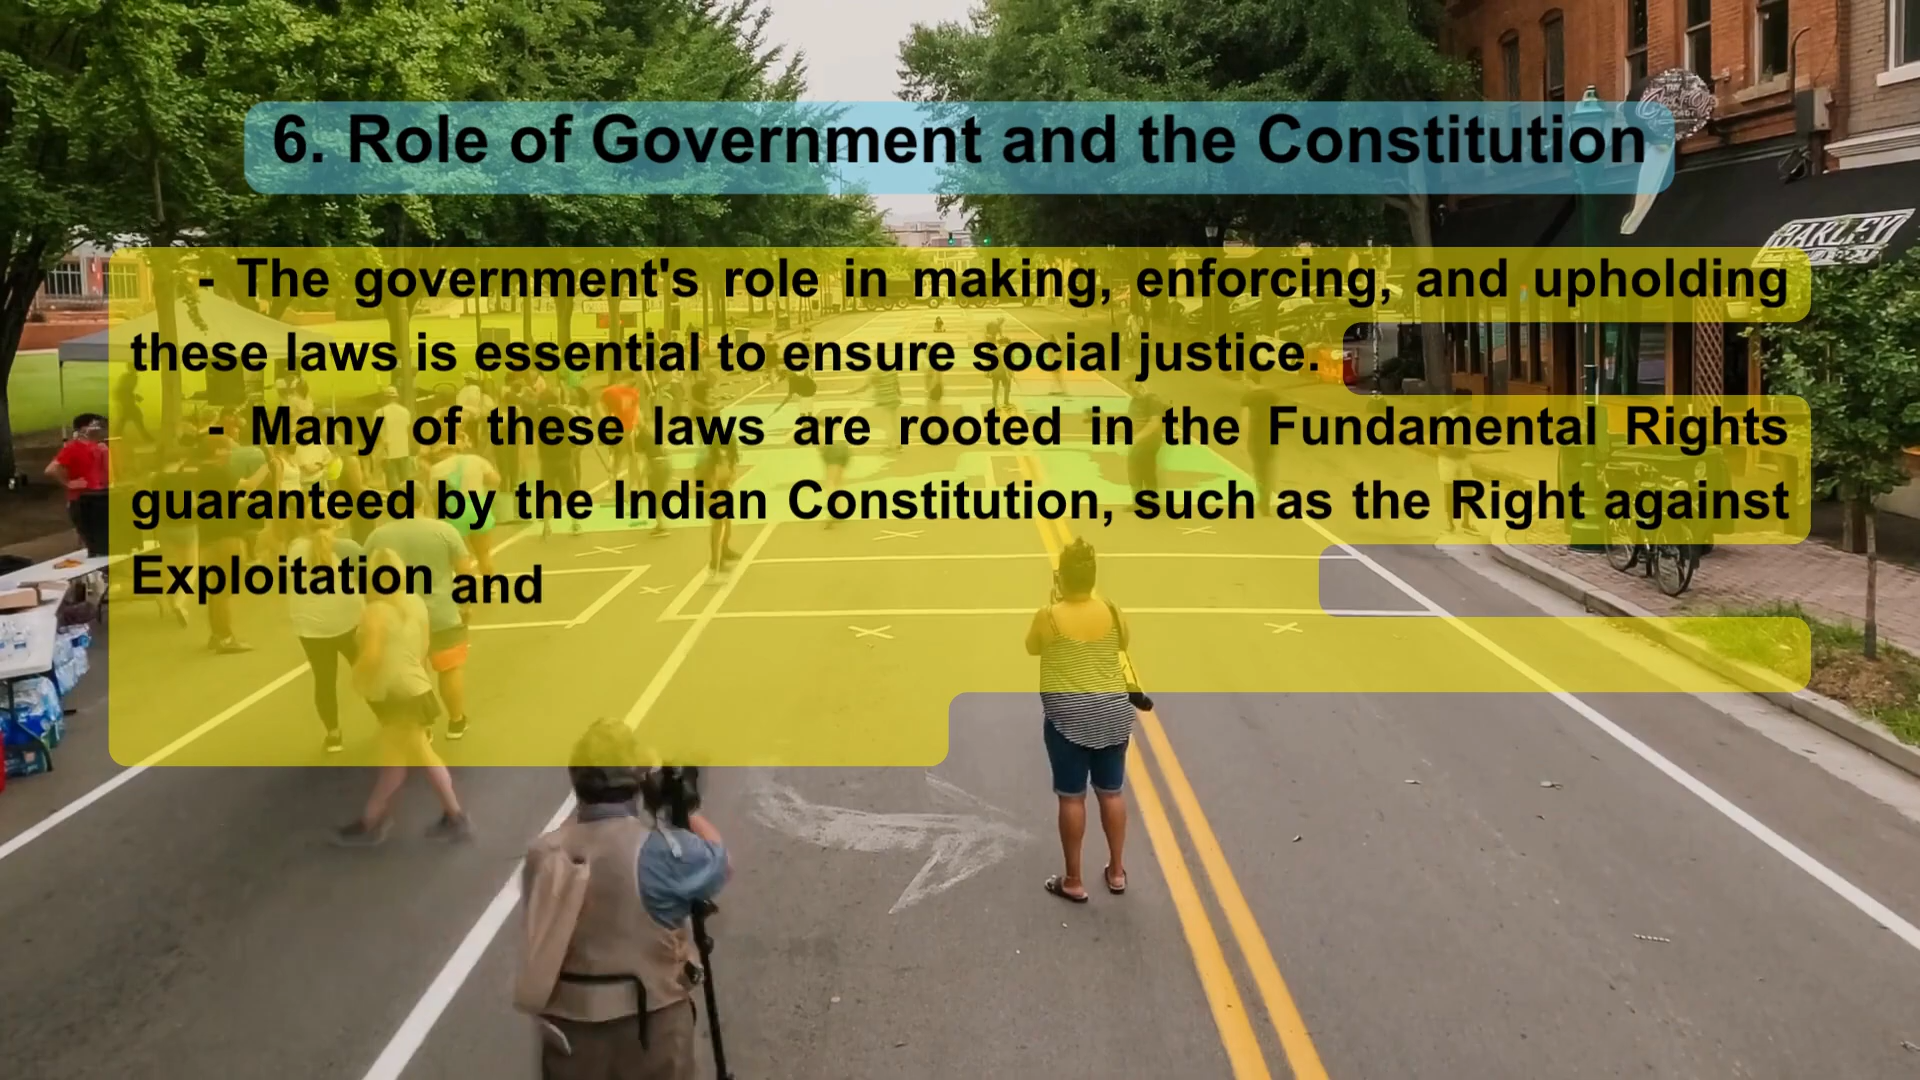 6. Role of Government and the Constitution
- The government's role in making, enforcing, and upholding
these laws is essential to ensure social justice.
- Many of these laws are rooted in the Fundamental Rights
guaranteed by the Indian Constitution, such as the Right against
Exploitation and
BARLEY